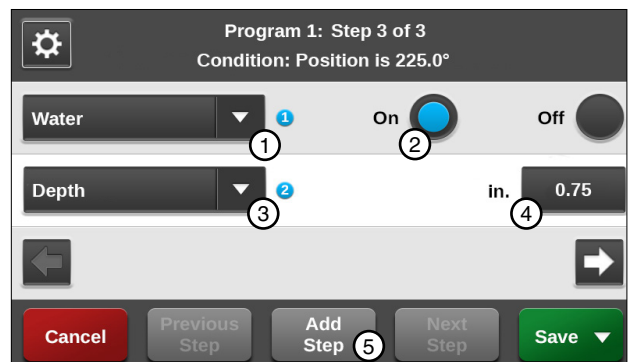 Program 1: Step 3 of 3
Condition: Position is 225.0°
Water 1 On Off
1 2
Depth 2 in. 0.75
3 4
Cancel Previous Step Add Step Next Step Save
5